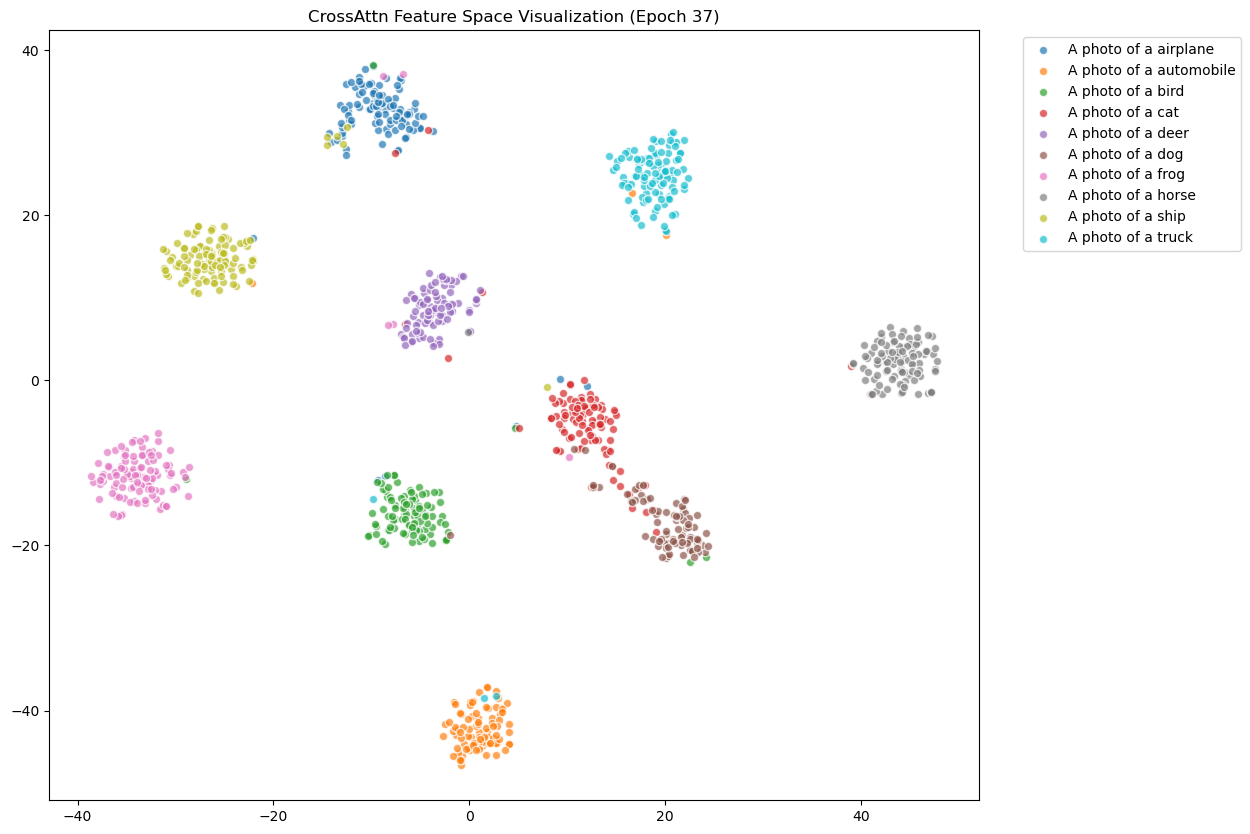 CrossAttn Feature Space Visualization (Epoch 37)
A photo of a airplane
A photo of a automobile
A photo of a bird
A photo of a cat
A photo of a deer
A photo of a dog
A photo of a frog
A photo of a horse
A photo of a ship
A photo of a truck
40
20
0
−20
−40
−40 −20 0 20 40